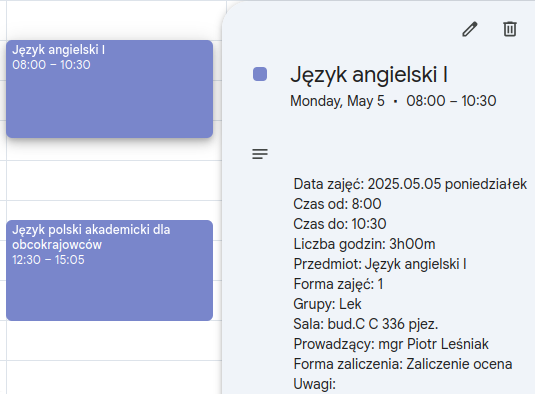 Język angielski I
08:00 – 10:30
Język polski akademicki dla
obcokrajowców
12:30 – 15:05
Język angielski I
Monday, May 5 • 08:00 – 10:30
Data zajęć: 2025.05.05 poniedziałek
Czas od: 8:00
Czas do: 10:30
Liczba godzin: 3h00m
Przedmiot: Język angielski I
Forma zajęć: 1
Grupy: Lek
Sala: bud.C C 336 pjez.
Prowadzący: mgr Piotr Leśniak
Forma zaliczenia: Zaliczenie ocena
Uwagi: